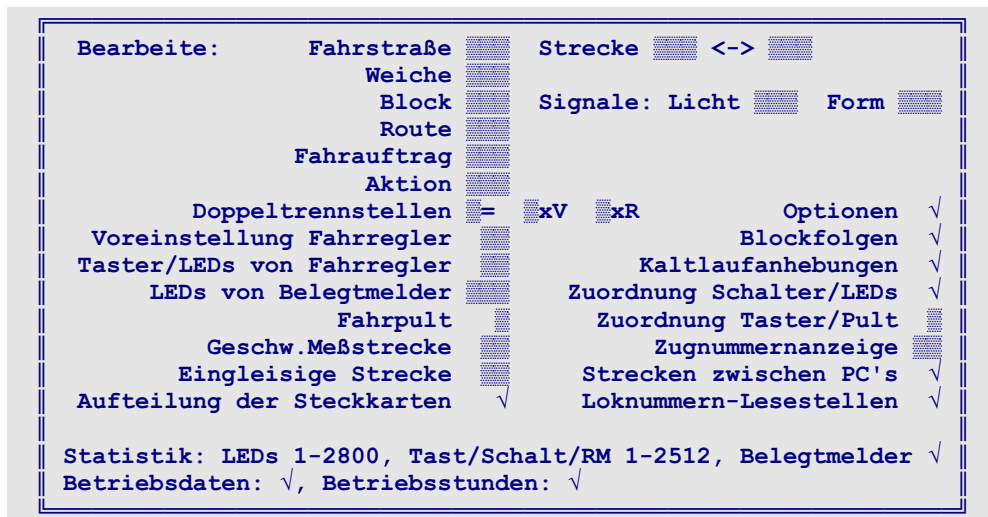 Bearbeite: Fahrstraße Strecke <->
Weiche
Block Signale: Licht Form
Route
Fahrauftrag
Aktion
Doppeltrennstellen = xV xR Optionen √
Voreinstellung Fahrregler Blockfolgen √
Taster/LEDs von Fahrregler Kaltlaufanhebungen √
LEDs von Belegtmelder Zuordnung Schalter/LEDs √
Fahrpult Zuordnung Taster/Pult
Geschw.Meßstrecke Zugnummernanzeige
Eingleisige Strecke Strecken zwischen PC's √
Aufteilung der Steckkarten √ Loknummern-Lesestellen √
Statistik: LEDs 1-2800, Tast/Schalt/RM 1-2512, Belegtmelder √
Betriebsdaten: √, Betriebsstunden: √